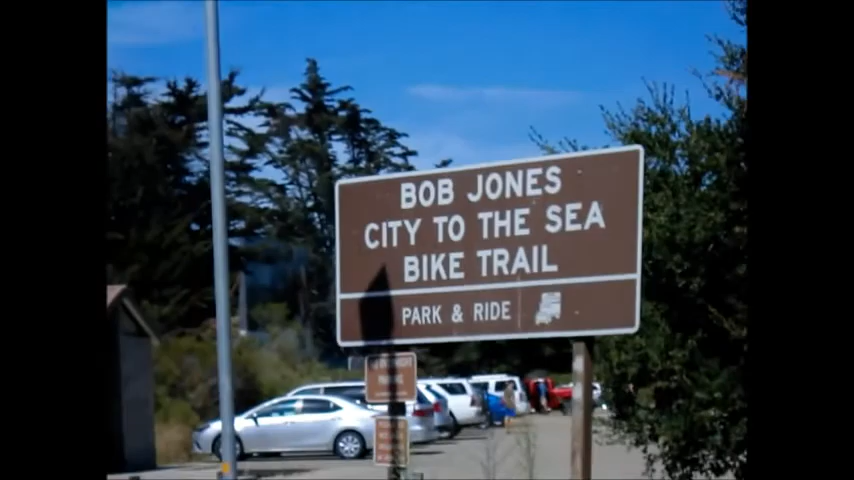 BOB JONES
CITY TO THE SEA
BIKE TRAIL
PARK & RIDE